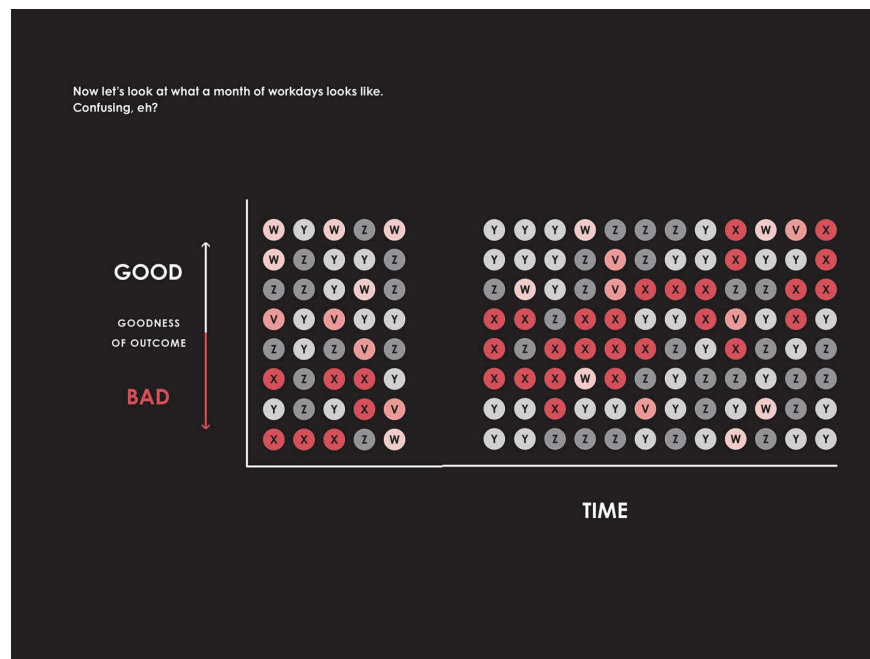 Now let's look at what a month of workdays looks like.
Confusing, eh?
GOOD
GOODNESS
OF OUTCOME
BAD
W Y W Z W Y Y Y W Z Z Z Y X W V X
W Z Y Y Z Y Y Y Z V Z Y Y X Y Y X
Z Z Y W Z Z W Y Z V X X X Z Z X X
V Y V Y Y X X Z X X Y Y X V Y X Y
Z Y Z V Z X Z X X X X Z Y X Z Y Z
X Z X X Y X X X W X Z Y Z Z Y Z Z
Y Z Y X V Y Y X Y Y V Y Z Y W Z Y
X X X Z W Y Y Z Z Z Y Z Y W Z Y Y
TIME